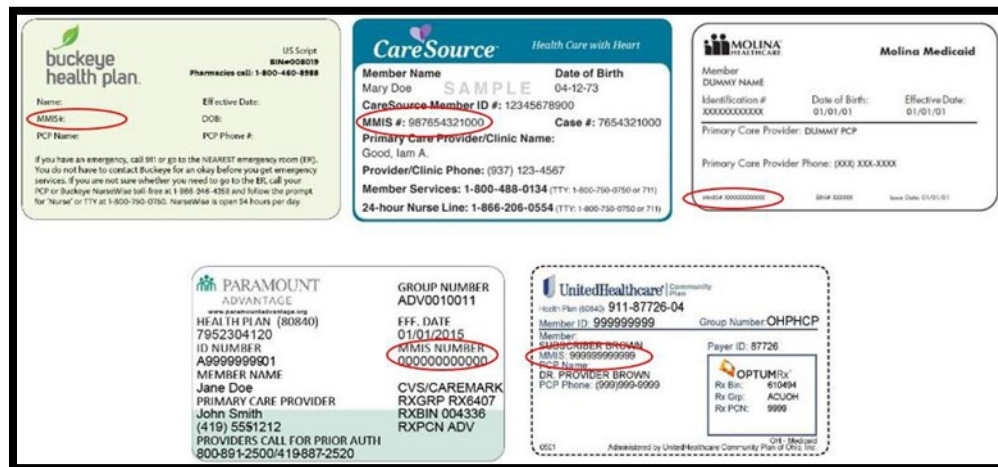 buckeye
health plan.
US Script
BIN#008019
Pharmacies call: 1-800-460-8988
Name:
Effective Date:
MMIS#:
DOB:
PCP Name:
PCP Phone #:
If you have an emergency, call 911 or go to the NEAREST emergency room (ER).
You do not have to contact Buckeye for an okay before you get emergency
services. If you are not sure whether you need to go to the ER, call your
PCP or Buckeye NurseWise toll-free at 1-866-246-4358 and follow the prompt
for "Nurse" or TTY at 1-800-750-0750. NurseWise is open 24 hours per day.
CareSource
Health Care with Heart
Member Name
Date of Birth
Mary Doe
SAMPLE
04-12-73
CareSource Member ID #: 12345678900
MMIS #: 987654321000
Case #: 7654321000
Primary Care Provider/Clinic Name:
Good, Iam A.
Provider/Clinic Phone: (937) 123-4567
Member Services: 1-800-488-0134 (TTY: 1-800-750-0750 or 711)
24-hour Nurse Line: 1-866-206-0554 (TTY: 1-800-750-0750 or 711)
MOLINA
HEALTHCARE
Molina Medicaid
Member
DUMMY NAME
Identification #
Date of Birth:
Effective Date:
XXXXXXXXXXXX
01/01/01
01/01/01
Primary Care Provider: DUMMY PCP
Primary Care Provider Phone: (XXX) XXX-XXXX
MMIS# XXXXXXXXXXXX
BIN# XXXXXX
Issue Date: 01/01/01
PARAMOUNT
ADVANTAGE
www.paramountadvantage.org
HEALTH PLAN (80840)
7952304120
ID NUMBER
A9999999901
MEMBER NAME
Jane Doe
PRIMARY CARE PROVIDER
John Smith
(419) 5551212
PROVIDERS CALL FOR PRIOR AUTH
800-891-2500/419-887-2520
GROUP NUMBER
ADV0010011
EFF. DATE
01/01/2015
MMIS NUMBER
000000000000
CVS/CAREMARK
RXGRP RX6407
RXBIN 004336
RXPCN ADV
UnitedHealthcare Community Plan
Health Plan (80840) 911-87726-04
Member ID: 999999999
Group Number: OHPHCP
Member:
SUBSCRIBER BROWN
MMIS: 999999999999
PCP Name:
DR. PROVIDER BROWN
PCP Phone: (999)999-9999
Payer ID: 87726
OPTUMRx
Rx Bin: 610494
Rx Grp: ACUOH
Rx PCN: 9999
0501
OH - Medicaid
Administered by UnitedHealthcare Community Plan of Ohio, Inc.